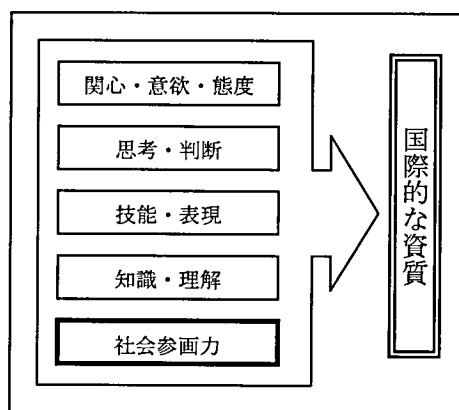 関心・意欲・態度
思考・判断
技能・表現
知識・理解
社会参画力
国際的な資質